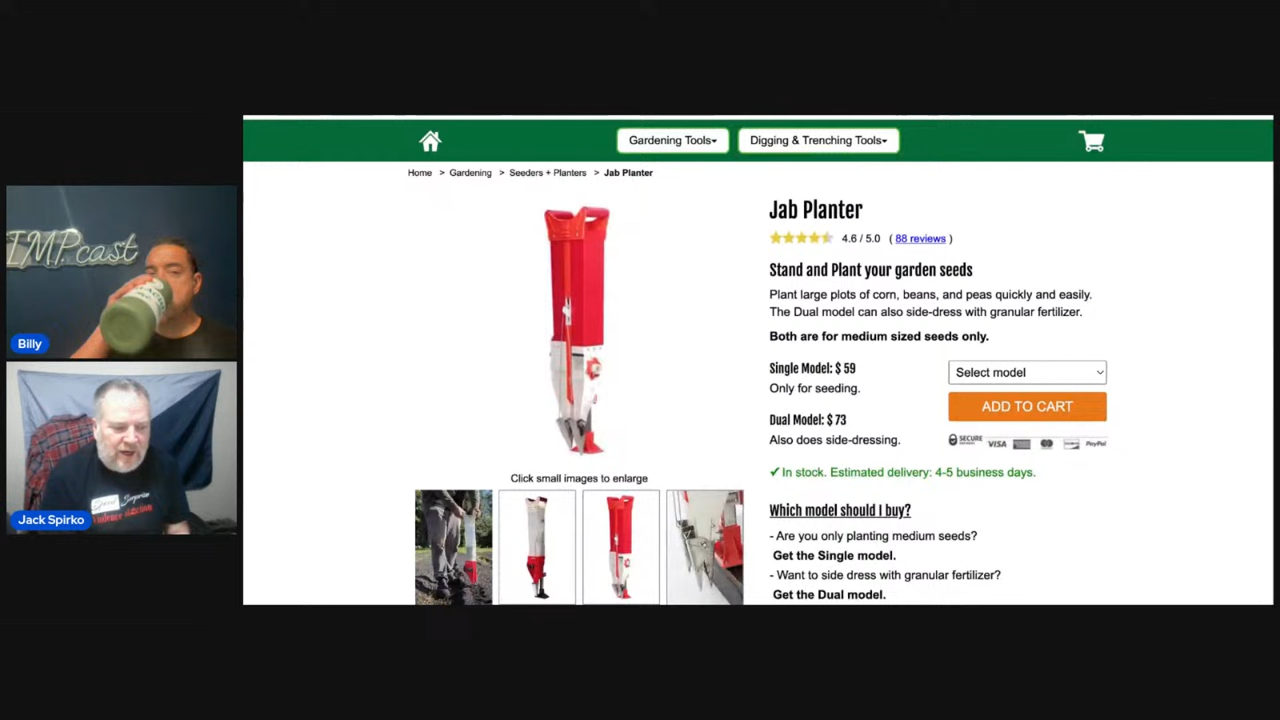 Gardening Tools
Digging & Trenching Tools
Home > Gardening > Seeders + Planters > Jab Planter
Jab Planter
4.6 / 5.0 ( 88 reviews )
Stand and Plant your garden seeds
Plant large plots of corn, beans, and peas quickly and easily.
The Dual model can also side-dress with granular fertilizer.
Both are for medium sized seeds only.
Single Model: $ 59
Only for seeding.
Select model
ADD TO CART
Dual Model: $ 73
Also does side-dressing.
SECURE
VISA
PayPal
✔In stock. Estimated delivery: 4-5 business days.
Click small images to enlarge
Which model should I buy?
- Are you only planting medium seeds?
Get the Single model.
- Want to side dress with granular fertilizer?
Get the Dual model.
IMP.cast
Billy
Jack Spirko